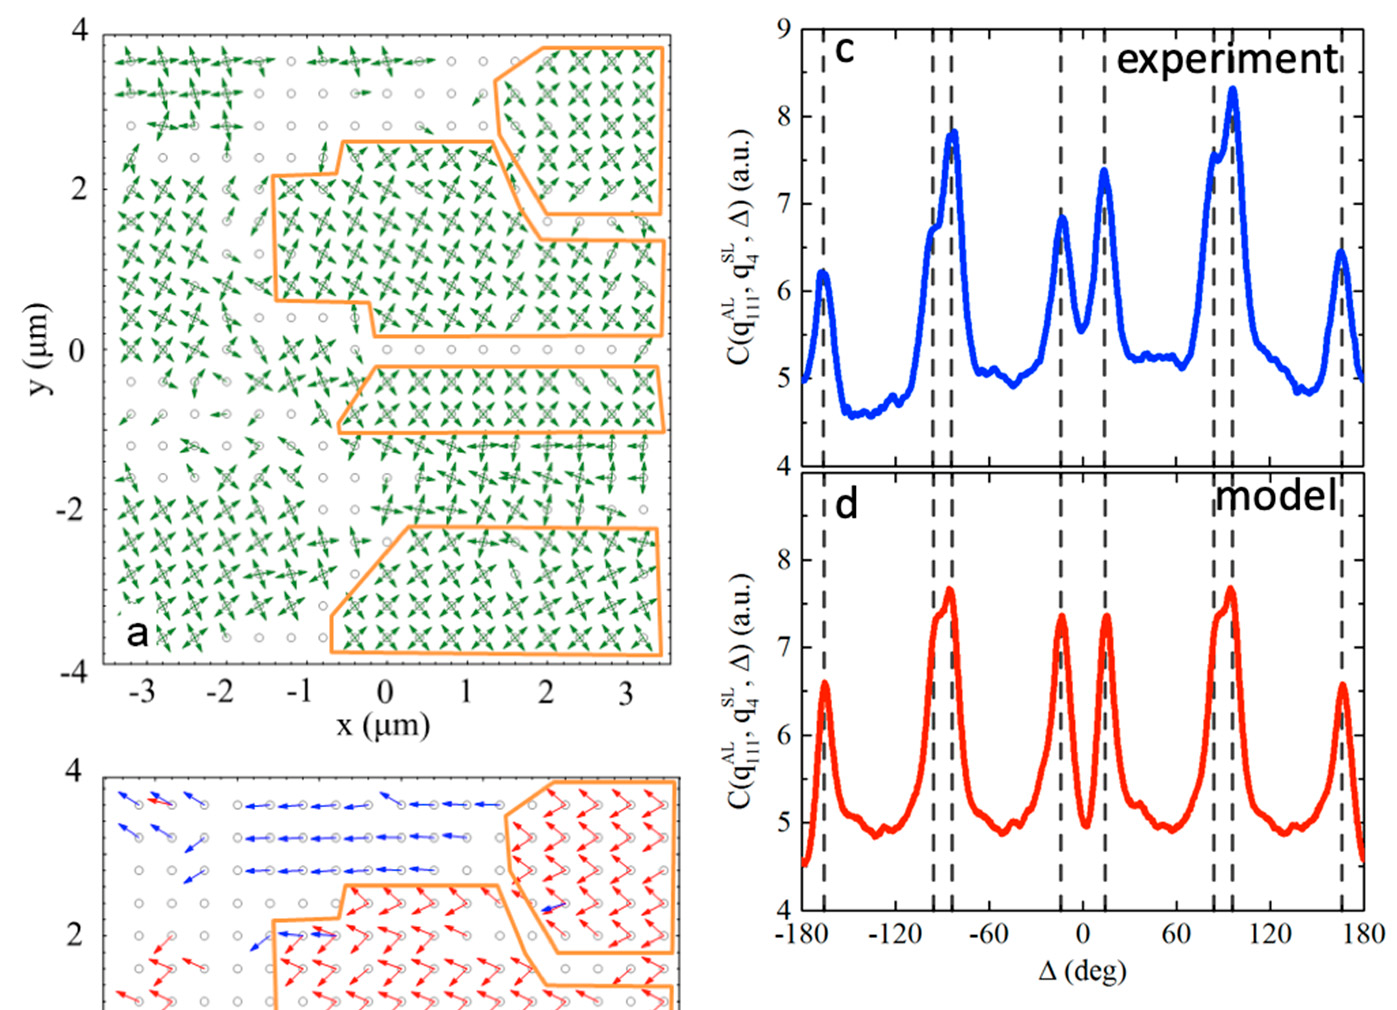 4
2
0
-2
-4
y (μm)
a
-3 -2 -1 0 1 2 3
x (μm)
4
2
9
8
7
6
5
4
c
experiment
C(q₁₁₁ᴬᴸ, q₄ˢᴸ, Δ) (a.u.)
8
7
6
5
4
d
model
C(q₁₁₁ᴬᴸ, q₄ˢᴸ, Δ) (a.u.)
-180 -120 -60 0 60 120 180
Δ (deg)